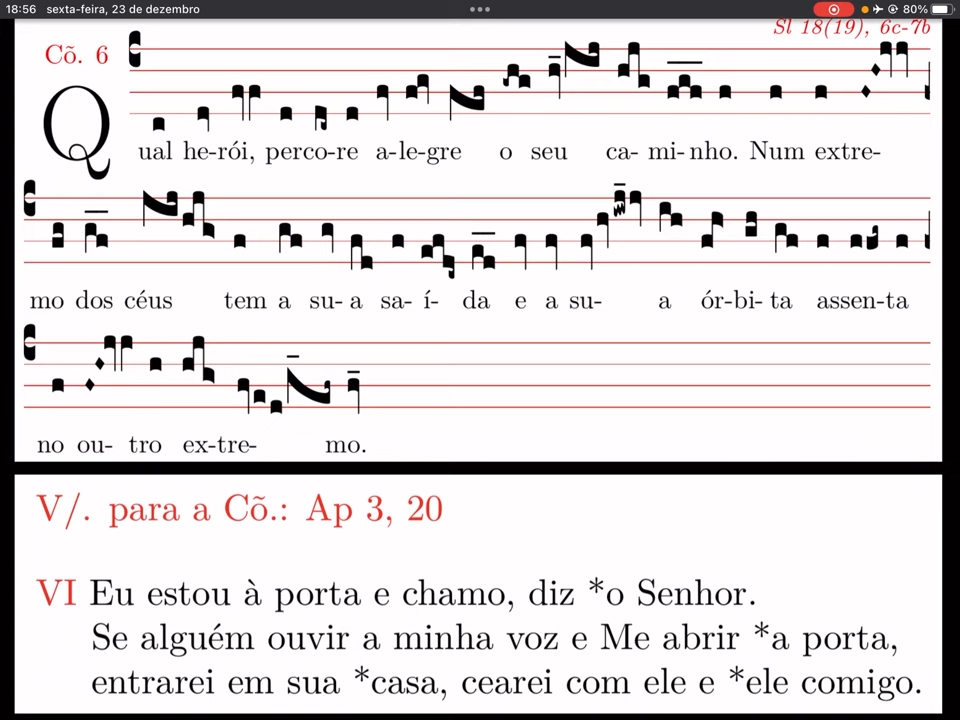 18:56 sexta-feira, 23 de dezembro 80%
Sl 18(19), 6c-7b
Cõ. 6
Qual he-rói, perco-re a-le-gre o seu ca- mi- nho. Num extre-
mo dos céus tem a su- a sa- í- da e a su- a ór-bi- ta assen-ta
no ou- tro ex-tre- mo.
V/. para a Cõ.: Ap 3, 20
VI Eu estou à porta e chamo, diz *o Senhor.
Se alguém ouvir a minha voz e Me abrir *a porta,
entrarei em sua *casa, cearei com ele e *ele comigo.